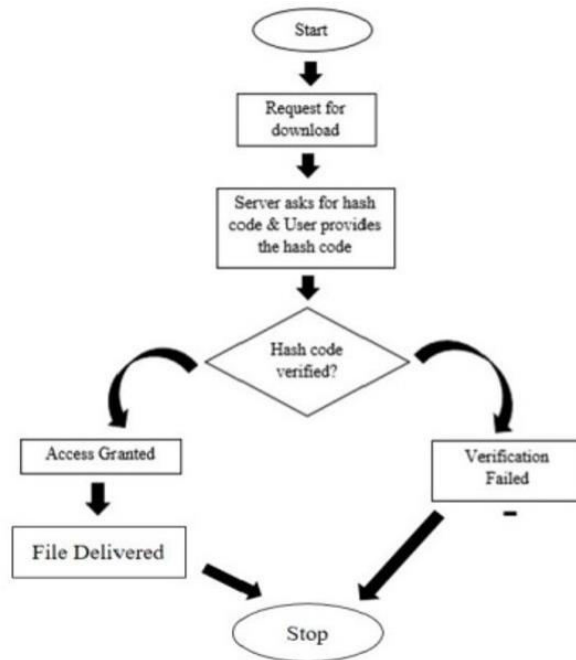 Start
Request for
download
Server asks for hash
code & User provides
the hash code
Hash code
verified?
Access Granted
Verification
Failed
File Delivered
Stop